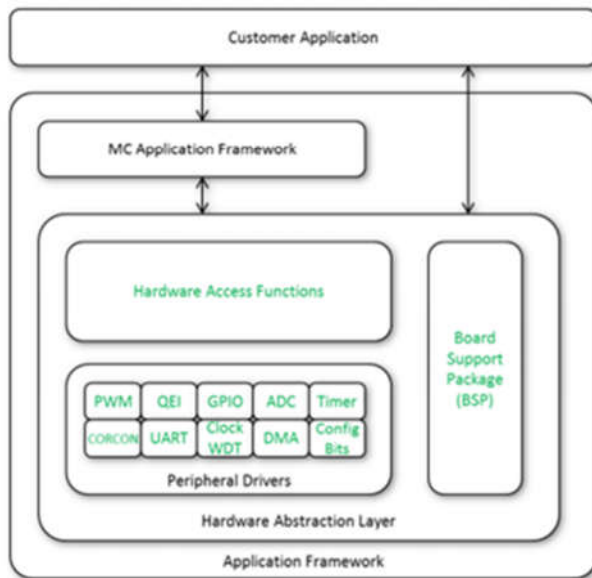 Customer Application
MC Application Framework
Hardware Access Functions
Board
Support
Package
(BSP)
PWM
QEI
GPIO
ADC
Timer
CORCON
UART
Clock
WDT
DMA
Config
Bits
Peripheral Drivers
Hardware Abstraction Layer
Application Framework